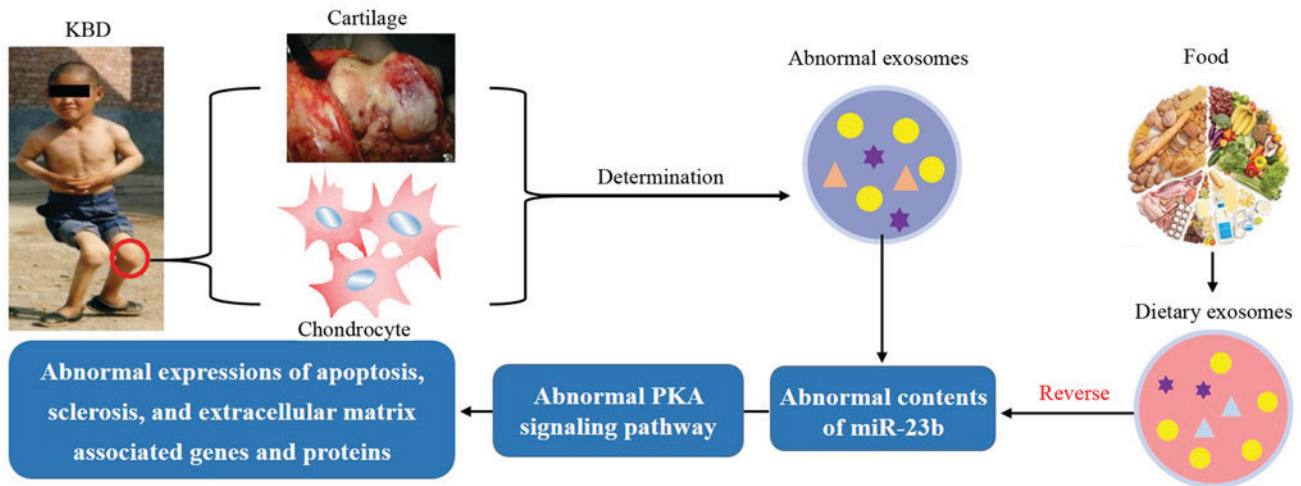 KBD
Cartilage
Chondrocyte
Determination
Abnormal exosomes
Food
Dietary exosomes
Reverse
Abnormal contents
of miR-23b
Abnormal PKA
signaling pathway
Abnormal expressions of apoptosis,
sclerosis, and extracellular matrix
associated genes and proteins